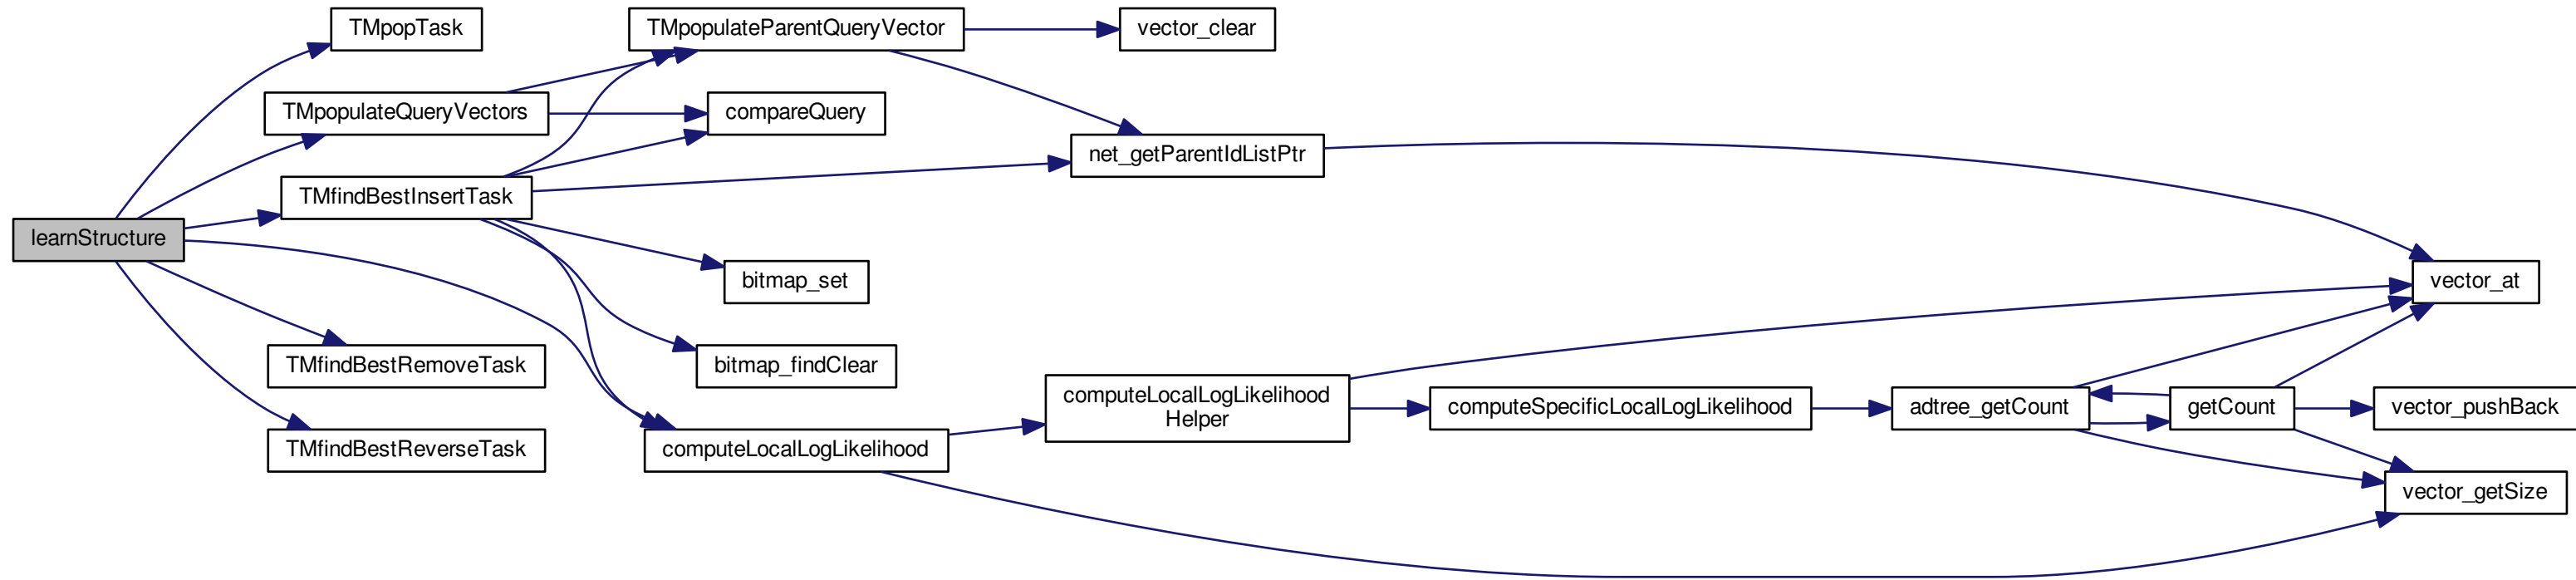 learnStructure
TMpopTask
TMpopulateQueryVectors
TMfindBestInsertTask
TMfindBestRemoveTask
TMfindBestReverseTask
TMpopulateParentQueryVector
compareQuery
bitmap_set
bitmap_findClear
computeLocalLogLikelihood
vector_clear
net_getParentIdListPtr
computeLocalLogLikelihood
Helper
computeSpecificLocalLogLikelihood
adtree_getCount
getCount
vector_at
vector_pushBack
vector_getSize